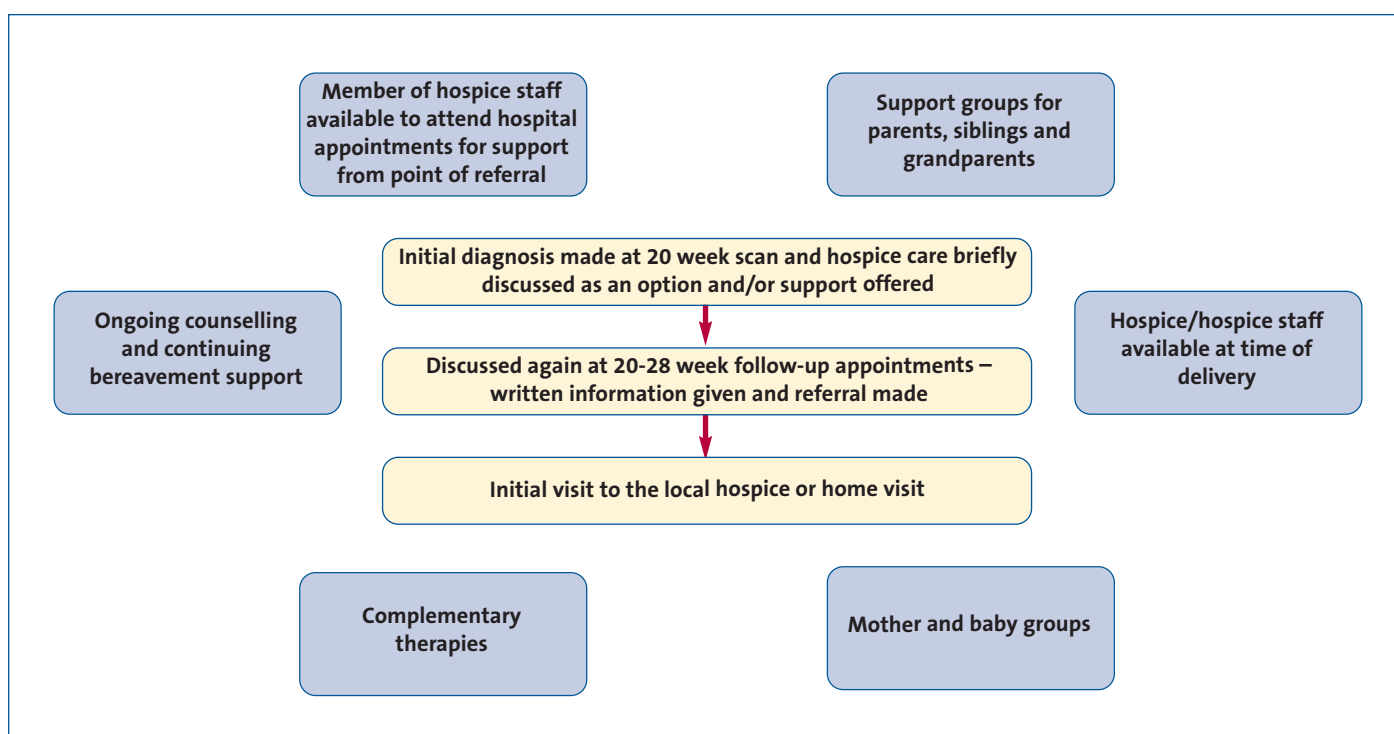 Member of hospice staff
available to attend hospital
appointments for support
from point of referral
Support groups for
parents, siblings and
grandparents
Initial diagnosis made at 20 week scan and hospice care briefly
discussed as an option and/or support offered
Ongoing counselling
and continuing
bereavement support
Discussed again at 20-28 week follow-up appointments –
written information given and referral made
Hospice/hospice staff
available at time of
delivery
Initial visit to the local hospice or home visit
Complementary
therapies
Mother and baby groups